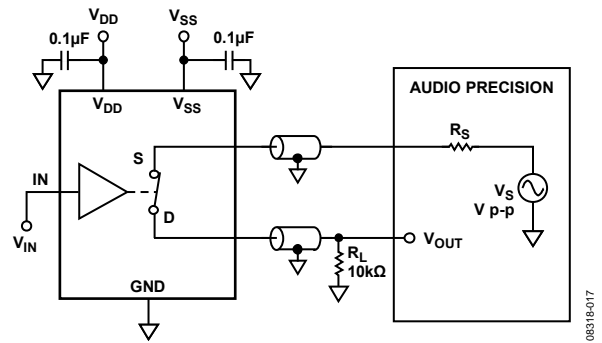 V_DD V_SS
0.1µF 0.1µF
V_DD V_SS
AUDIO PRECISION
R_S
S
IN
V_S
V p-p
D
V_IN
V_OUT
R_L
10kΩ
GND
08318-017